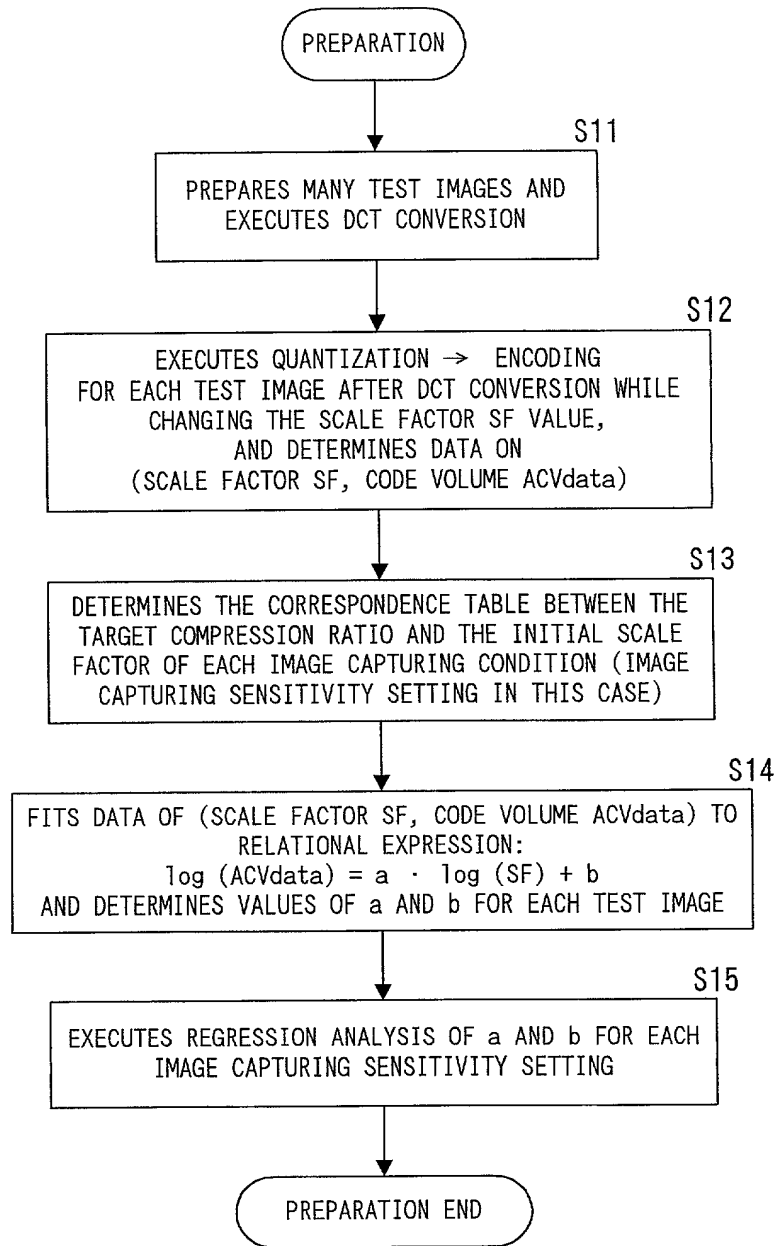 PREPARATION
S11
PREPARES MANY TEST IMAGES AND
EXECUTES DCT CONVERSION
S12
EXECUTES QUANTIZATION → ENCODING
FOR EACH TEST IMAGE AFTER DCT CONVERSION WHILE
CHANGING THE SCALE FACTOR SF VALUE,
AND DETERMINES DATA ON
(SCALE FACTOR SF, CODE VOLUME ACVdata)
S13
DETERMINES THE CORRESPONDENCE TABLE BETWEEN THE
TARGET COMPRESSION RATIO AND THE INITIAL SCALE
FACTOR OF EACH IMAGE CAPTURING CONDITION (IMAGE
CAPTURING SENSITIVITY SETTING IN THIS CASE)
S14
FITS DATA OF (SCALE FACTOR SF, CODE VOLUME ACVdata) TO
RELATIONAL EXPRESSION:
log (ACVdata) = a · log (SF) + b
AND DETERMINES VALUES OF a AND b FOR EACH TEST IMAGE
S15
EXECUTES REGRESSION ANALYSIS OF a AND b FOR EACH
IMAGE CAPTURING SENSITIVITY SETTING
PREPARATION END